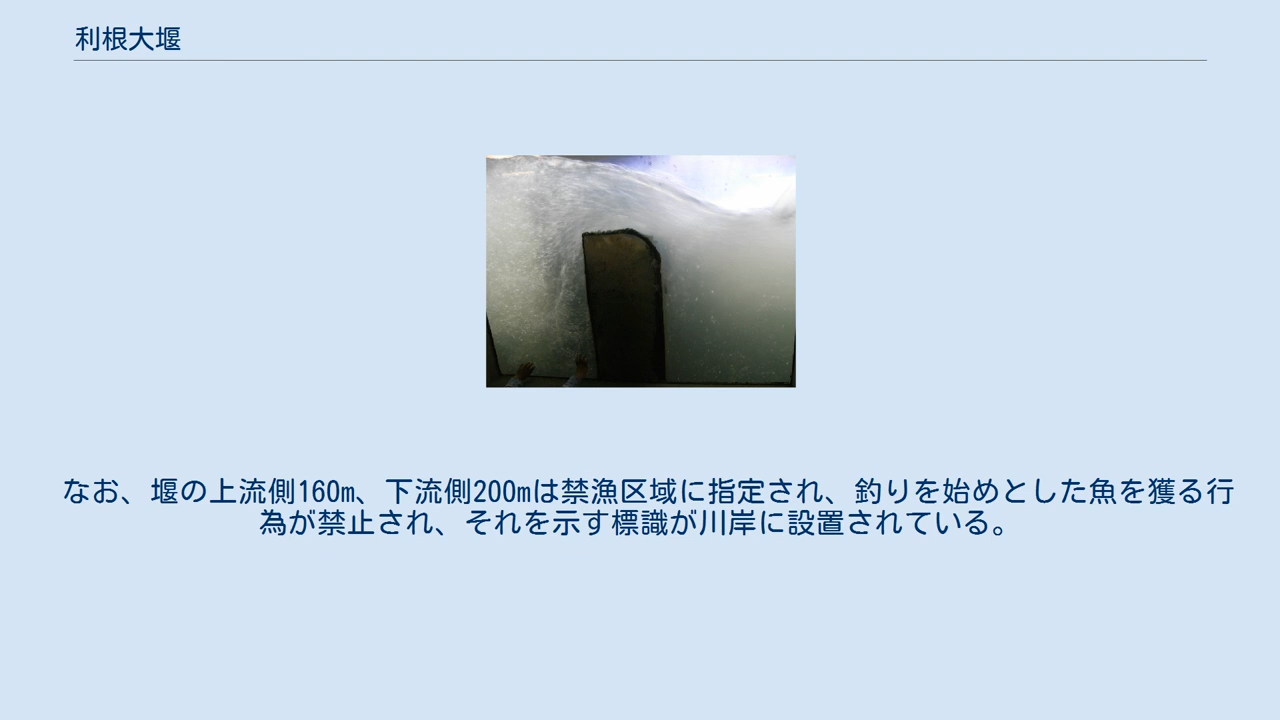 利根大堰
なお、堰の上流側160m、下流側200mは禁漁区域に指定され、釣りを始めとした魚を獲る行
為が禁止され、それを示す標識が川岸に設置されている。